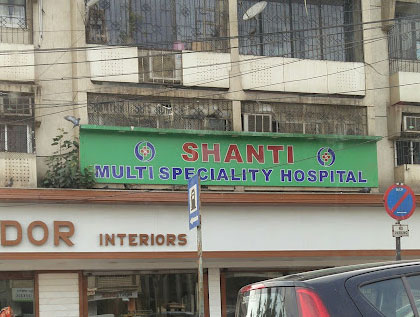 SHANTI
MULTI SPECIALITY HOSPITAL
DOR INTERIORS